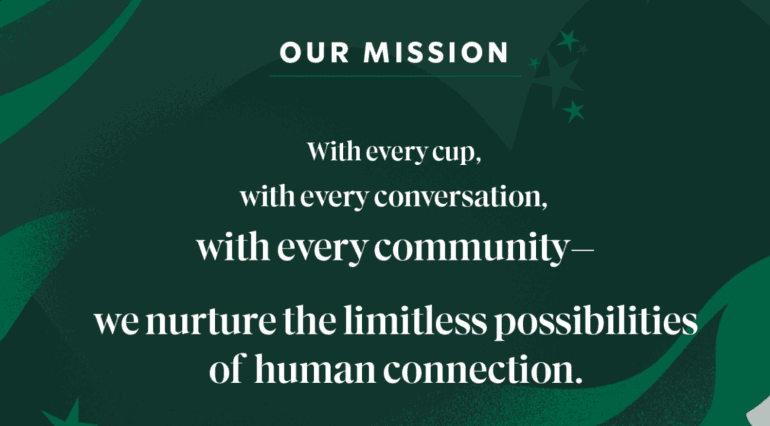 OUR MISSION
With every cup,
with every conversation,
with every community—
we nurture the limitless possibilities
of human connection.